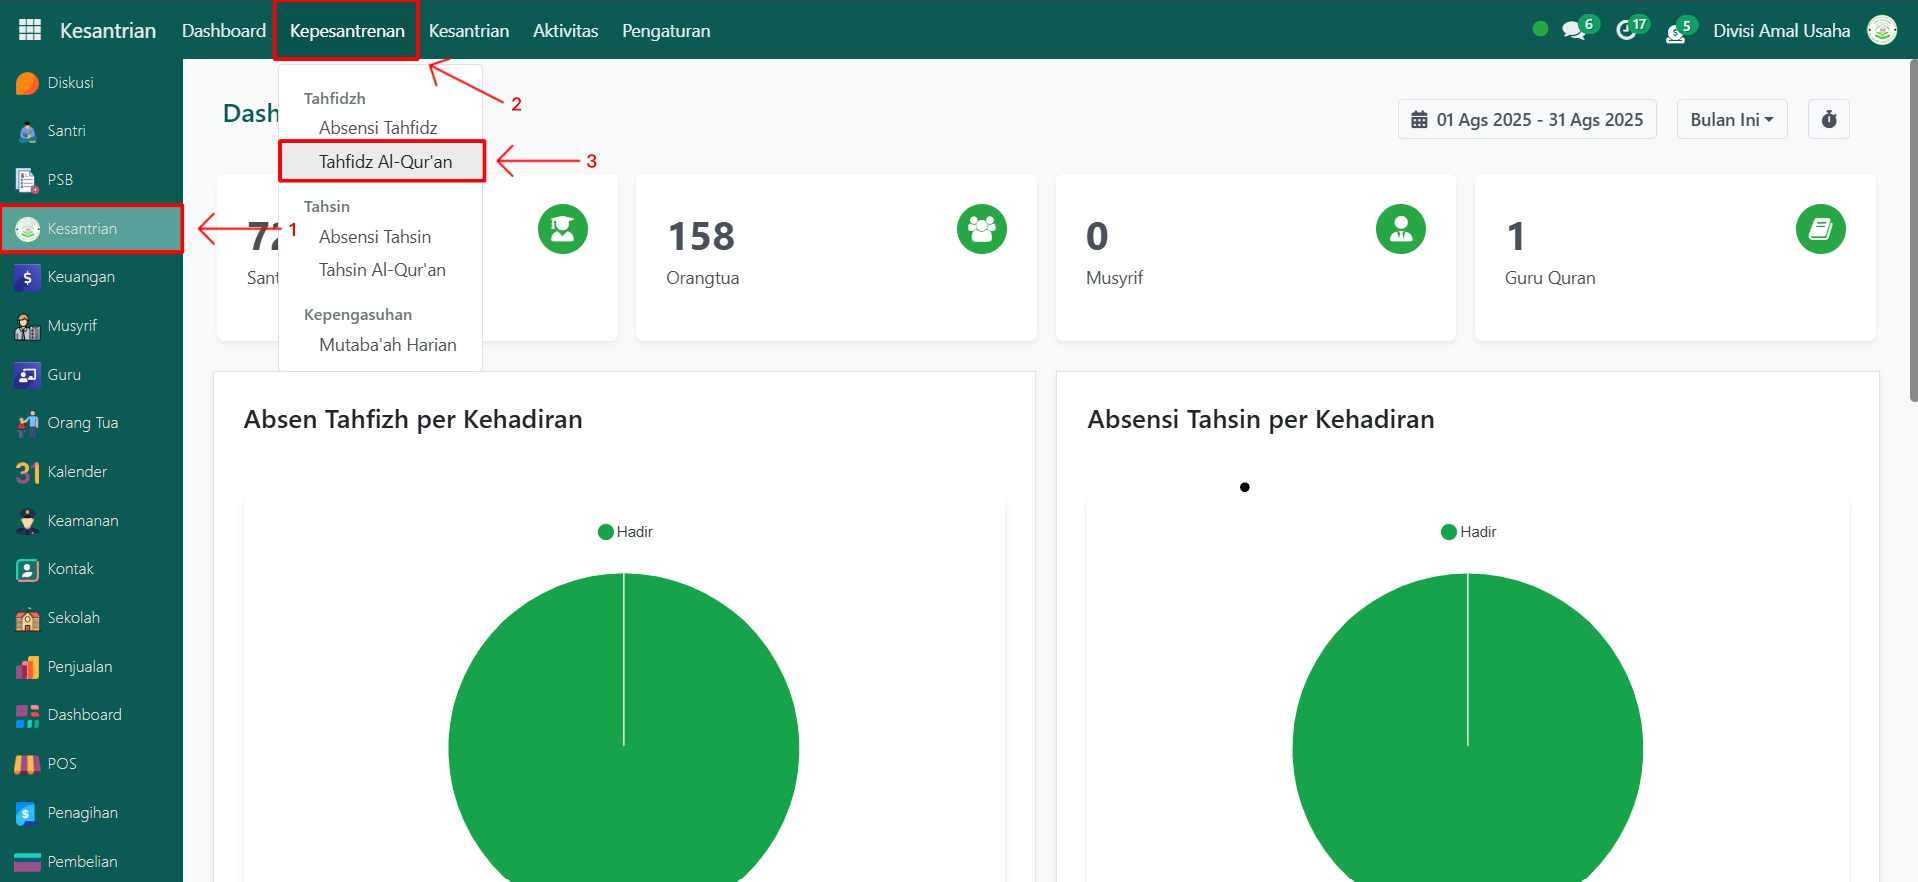 Kesantrian Dashboard Kepesantrenan Kesantrian Aktivitas Pengaturan 6 17 5 Divisi Amal Usaha
Diskusi
Santri
PSB
Kesantrian
Keuangan
Musyrif
Guru
Orang Tua
31 Kalender
Keamanan
Kontak
Sekolah
Penjualan
Dashboard
POS
Penagihan
Pembelian
1
2
3
Tahfidzh
Absensi Tahfidz
Tahfidz Al-Qur'an
Tahsin
Absensi Tahsin
Tahsin Al-Qur'an
Kepengasuhan
Mutaba'ah Harian
Dash
01 Ags 2025 - 31 Ags 2025 Bulan Ini
72
Sant
158
Orangtua
0
Musyrif
1
Guru Quran
Absen Tahfizh per Kehadiran
Hadir
Absensi Tahsin per Kehadiran
Hadir